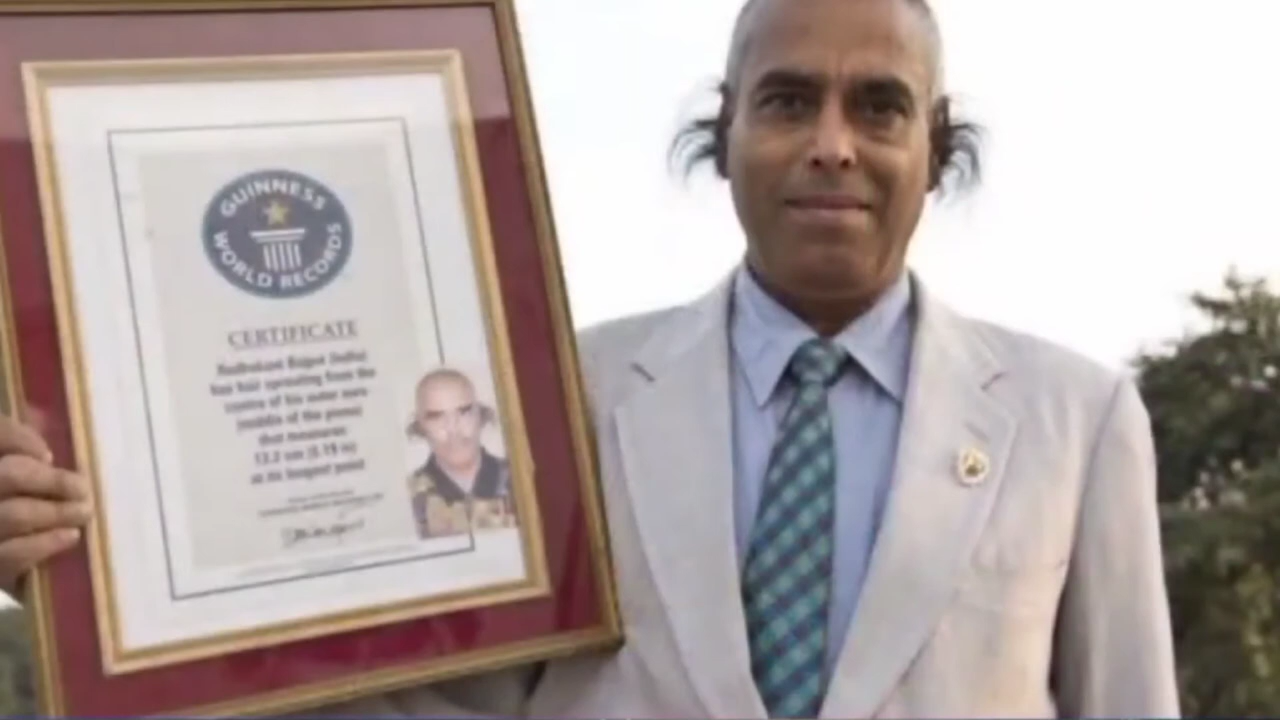 GUINNESS
WORLD RECORDS
CERTIFICATE
Radhakant Bajpai (India)
has hair sprouting from the
centre of his outer ears
(middle of the pinna)
that measures
13.2 cm (5.19 in)
at its longest point